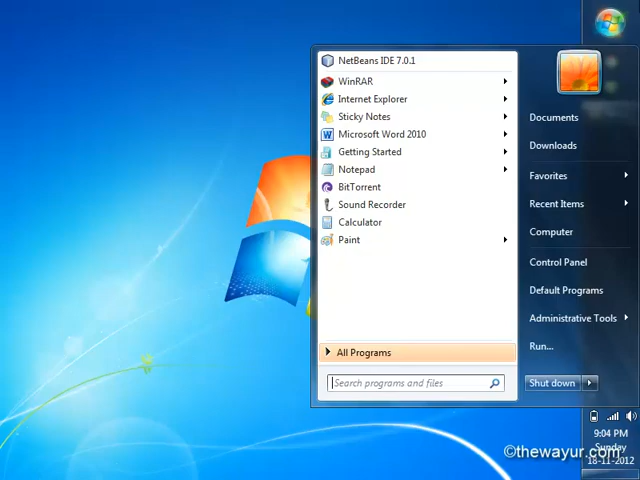 NetBeans IDE 7.0.1
WinRAR
Internet Explorer
Sticky Notes
Microsoft Word 2010
Getting Started
Notepad
BitTorrent
Sound Recorder
Calculator
Paint
All Programs
Search programs and files
Documents
Downloads
Favorites
Recent Items
Computer
Control Panel
Default Programs
Administrative Tools
Run...
Shut down
9:04 PM
Sunday
18-11-2012
©thewayur.com